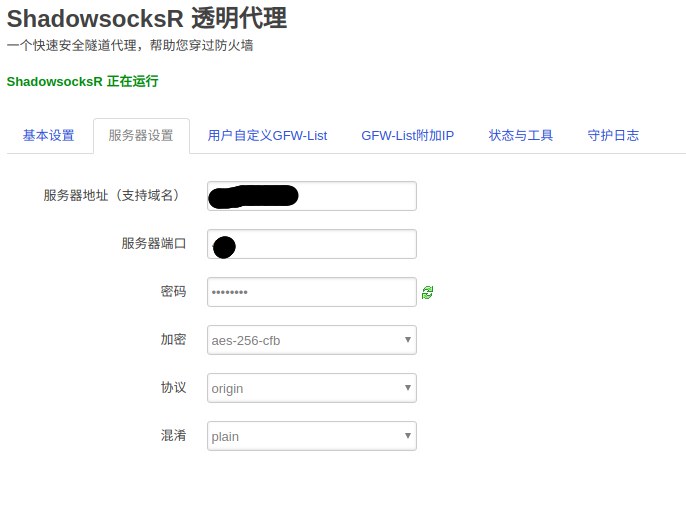 ShadowsocksR 透明代理
一个快速安全隧道代理，帮助您穿过防火墙
ShadowsocksR 正在运行
基本设置 服务器设置 用户自定义GFW-List GFW-List附加IP 状态与工具 守护日志
服务器地址（支持域名）
服务器端口
密码 ••••••••
加密 aes-256-cfb
协议 origin
混淆 plain